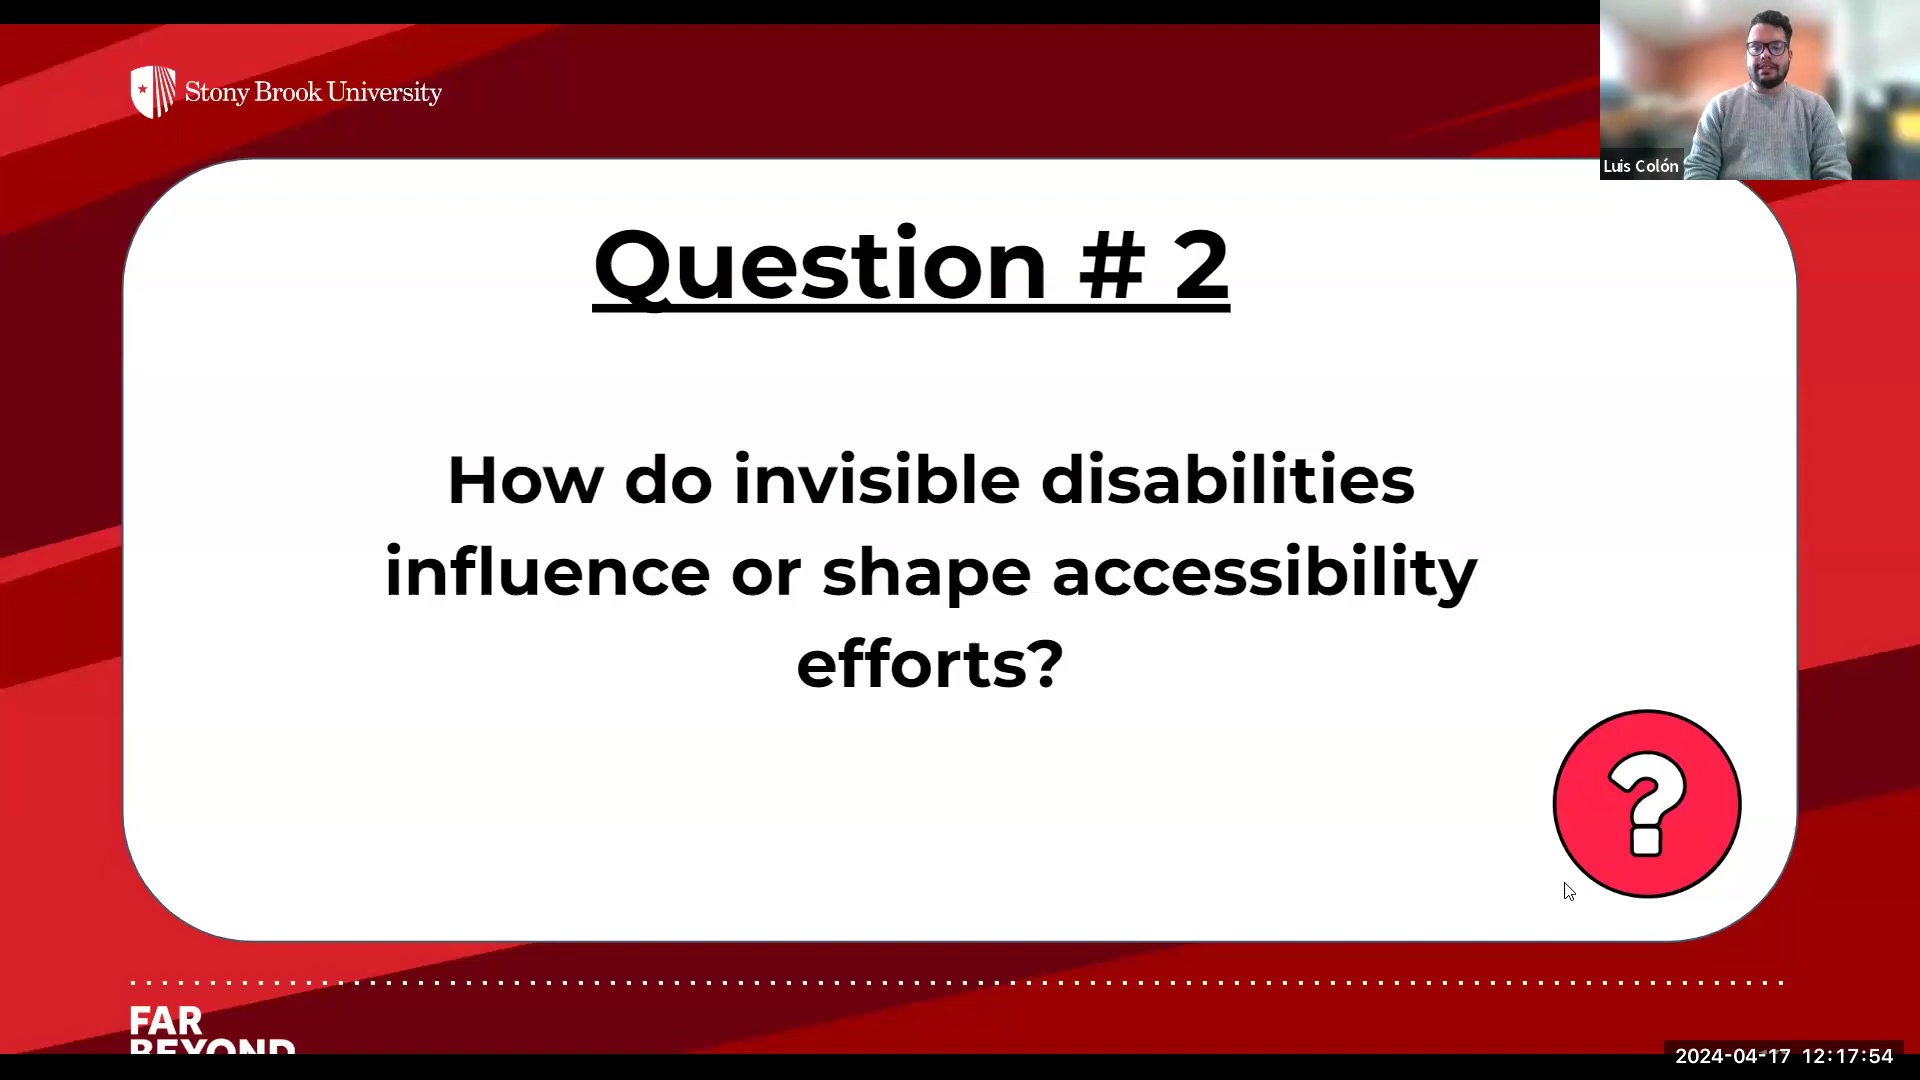 Stony Brook University
Luis Colón
Question # 2
How do invisible disabilities
influence or shape accessibility
efforts?
?
FAR
BEYOND
2024-04-17 12:17:54